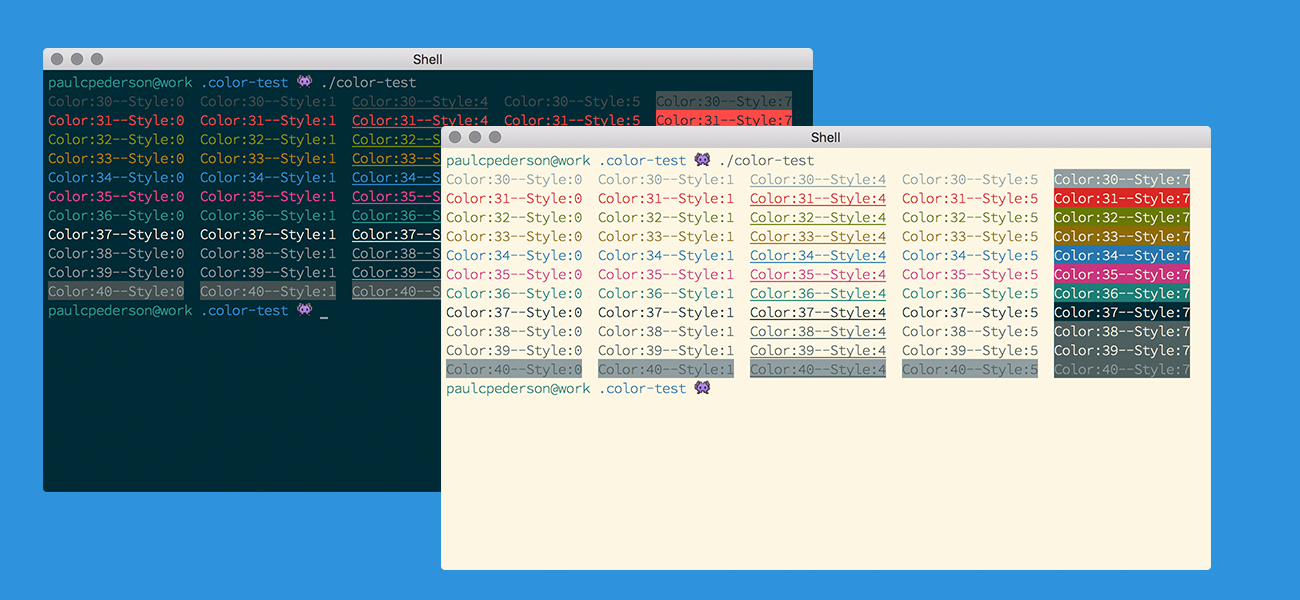 Shell
paulcpederson@work .color-test 👾 ./color-test
Color:30--Style:0 Color:30--Style:1 Color:30--Style:4 Color:30--Style:5 Color:30--Style:7
Color:31--Style:0 Color:31--Style:1 Color:31--Style:4 Color:31--Style:5 Color:31--Style:7
Color:32--Style:0 Color:32--Style:1 Color:32--S
Color:33--Style:0 Color:33--Style:1 Color:33--S
Color:34--Style:0 Color:34--Style:1 Color:34--S
Color:35--Style:0 Color:35--Style:1 Color:35--S
Color:36--Style:0 Color:36--Style:1 Color:36--S
Color:37--Style:0 Color:37--Style:1 Color:37--S
Color:38--Style:0 Color:38--Style:1 Color:38--S
Color:39--Style:0 Color:39--Style:1 Color:39--S
Color:40--Style:0 Color:40--Style:1 Color:40--S
paulcpederson@work .color-test 👾 _
Shell
paulcpederson@work .color-test 👾 ./color-test
Color:30--Style:0 Color:30--Style:1 Color:30--Style:4 Color:30--Style:5 Color:30--Style:7
Color:31--Style:0 Color:31--Style:1 Color:31--Style:4 Color:31--Style:5 Color:31--Style:7
Color:32--Style:0 Color:32--Style:1 Color:32--Style:4 Color:32--Style:5 Color:32--Style:7
Color:33--Style:0 Color:33--Style:1 Color:33--Style:4 Color:33--Style:5 Color:33--Style:7
Color:34--Style:0 Color:34--Style:1 Color:34--Style:4 Color:34--Style:5 Color:34--Style:7
Color:35--Style:0 Color:35--Style:1 Color:35--Style:4 Color:35--Style:5 Color:35--Style:7
Color:36--Style:0 Color:36--Style:1 Color:36--Style:4 Color:36--Style:5 Color:36--Style:7
Color:37--Style:0 Color:37--Style:1 Color:37--Style:4 Color:37--Style:5 Color:37--Style:7
Color:38--Style:0 Color:38--Style:1 Color:38--Style:4 Color:38--Style:5 Color:38--Style:7
Color:39--Style:0 Color:39--Style:1 Color:39--Style:4 Color:39--Style:5 Color:39--Style:7
Color:40--Style:0 Color:40--Style:1 Color:40--Style:4 Color:40--Style:5 Color:40--Style:7
paulcpederson@work .color-test 👾